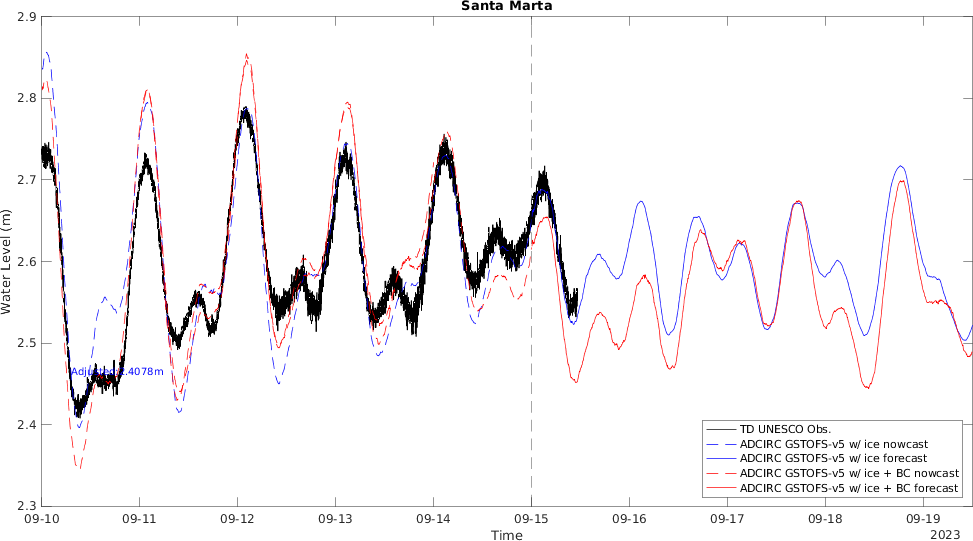 Santa Marta
2.9
2.8
2.7
2.6
2.5
2.4
2.3
Water Level (m)
09-10
09-11
09-12
09-13
09-14
09-15
09-16
09-17
09-18
09-19
Time
2023
TD UNESCO Obs.
ADCIRC GSTOFS-v5 w/ ice nowcast
ADCIRC GSTOFS-v5 w/ ice forecast
ADCIRC GSTOFS-v5 w/ ice + BC nowcast
ADCIRC GSTOFS-v5 w/ ice + BC forecast